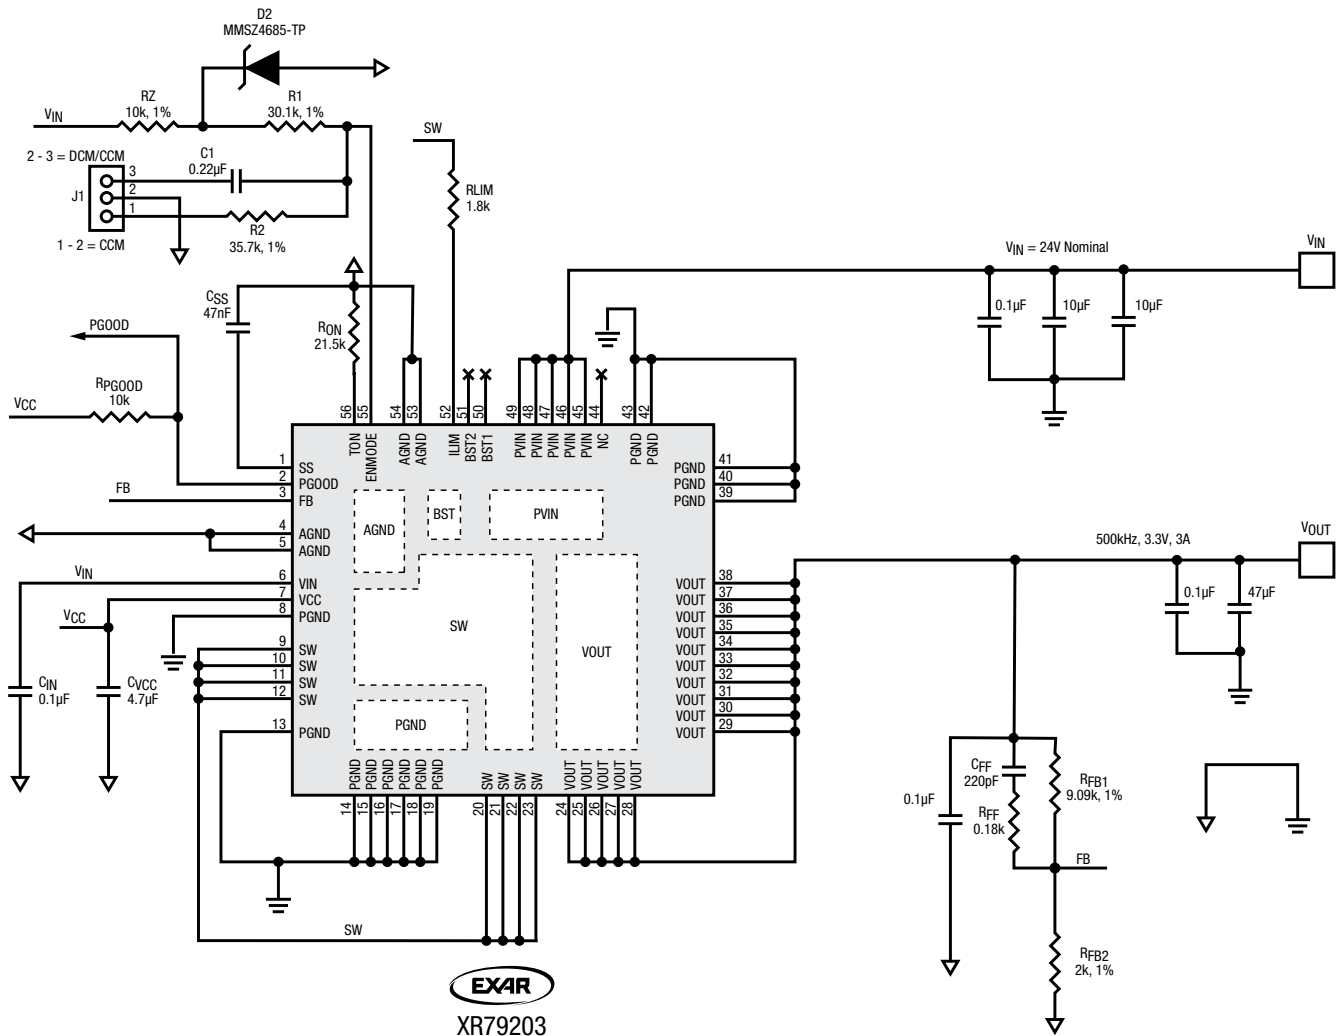 D2
MMSZ4685-TP
RZ
10k, 1%
R1
30.1k, 1%
VIN
SW
2 - 3 = DCM/CCM
C1
0.22µF
3
2
1
J1
RLIM
1.8k
R2
35.7k, 1%
1 - 2 = CCM
VIN = 24V Nominal
VIN
CSS
47nF
0.1µF
10µF
10µF
PGOOD
RON
21.5k
RPGOOD
10k
VCC
56 55 54 53 52 51 50 49 48 47 46 45 44 43 42
TON ENMODE AGND AGND ILIM BST2 BST1 PVIN PVIN PVIN PVIN PVIN NC PGND PGND
1 SS
2 PGOOD
FB 3 FB
4 AGND
5 AGND
VIN 6 VIN
7 VCC
VCC 8 PGND
9 SW
10 SW
11 SW
12 SW
13 PGND
CIN
0.1µF
CVCC
4.7µF
AGND
BST
PVIN
SW
VOUT
PGND
PGND 41
PGND 40
PGND 39
VOUT 38
VOUT 37
VOUT 36
VOUT 35
VOUT 34
VOUT 33
VOUT 32
VOUT 31
VOUT 30
VOUT 29
500kHz, 3.3V, 3A
VOUT
0.1µF
47µF
PGND PGND PGND PGND PGND PGND SW SW SW SW VOUT VOUT VOUT VOUT VOUT
14 15 16 17 18 19 20 21 22 23 24 25 26 27 28
CFF
220pF
RFB1
9.09k, 1%
0.1µF
RFF
0.18k
FB
SW
RFB2
2k, 1%
EXAR
XR79203